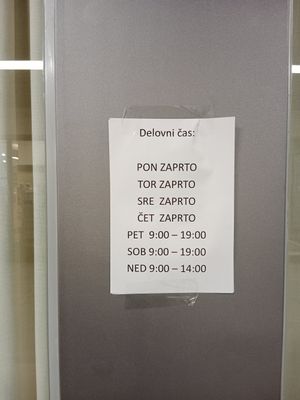 Delovni čas:
PON ZAPRTO
TOR ZAPRTO
SRE ZAPRTO
ČET ZAPRTO
PET 9:00 – 19:00
SOB 9:00 – 19:00
NED 9:00 – 14:00